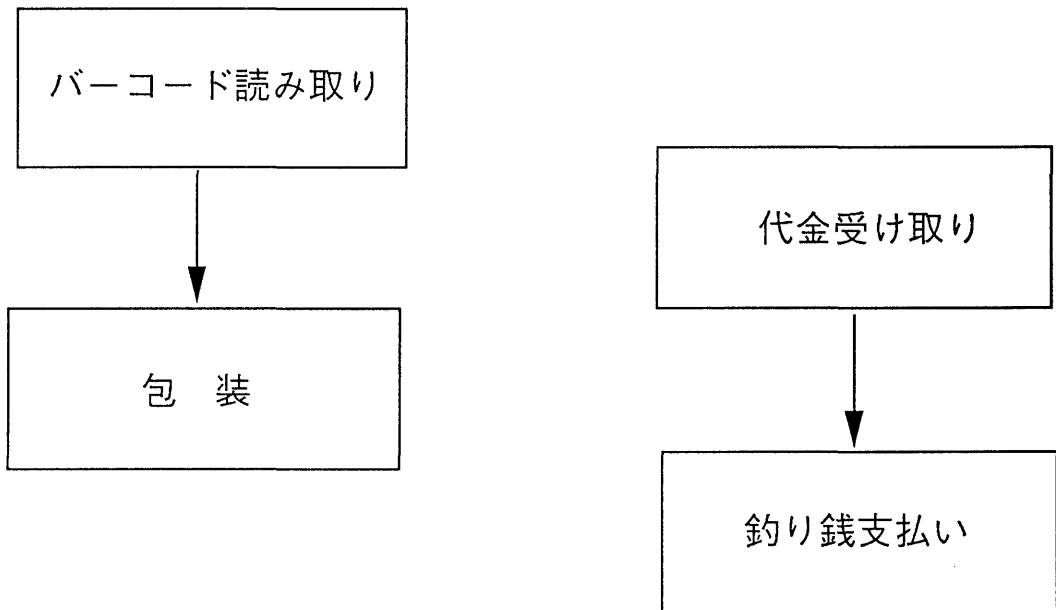 バーコード読み取り
包　装
代金受け取り
釣り銭支払い